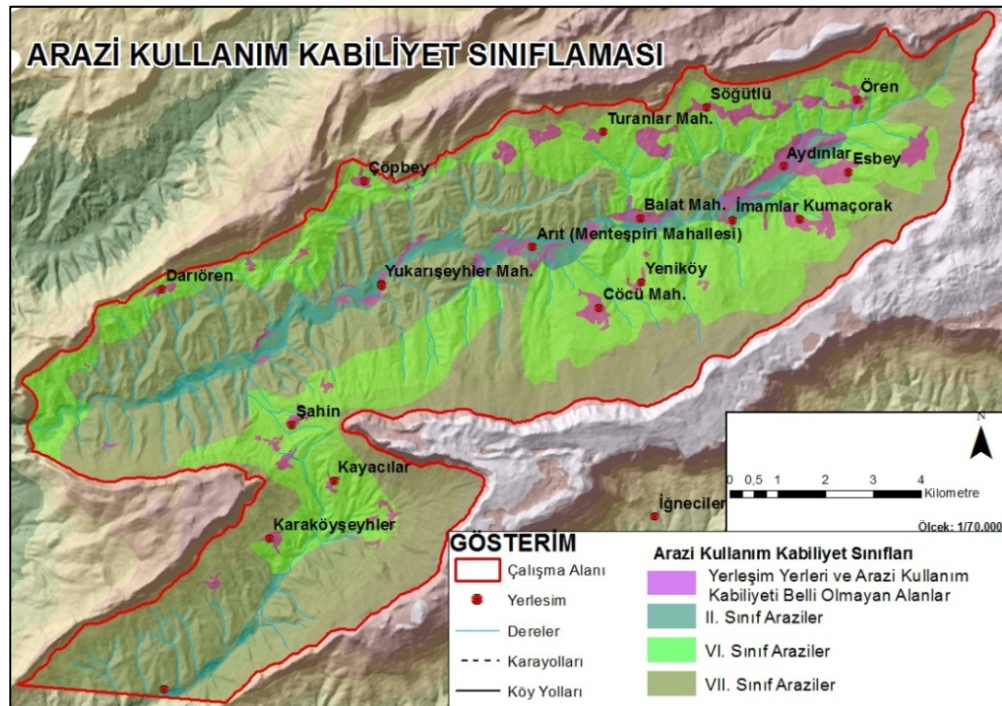 ARAZİ KULLANIM KABİLİYET SINIFLAMASI
Ören
Söğütlü
Turanlar Mah.
Aydınlar
Esbey
Çöpbey
Balat Mah.
İmamlar Kumaçorak
Arıt (Menteşpiri Mahallesi)
Darıören
Yukarışeyhler Mah.
Yeniköy
Cöcü Mah.
Şahin
Kayacılar
Karaköyşeyhler
İğneciler
N
0 0,5 1 2 3 4
Kilometre
Ölçek: 1/70.000
GÖSTERİM
Çalışma Alanı
Yerlesim
Dereler
Karayolları
Köy Yolları
Arazi Kullanım Kabiliyet Sınıfları
Yerleşim Yerleri ve Arazi Kullanım
Kabiliyeti Belli Olmayan Alanlar
II. Sınıf Araziler
VI. Sınıf Araziler
VII. Sınıf Araziler